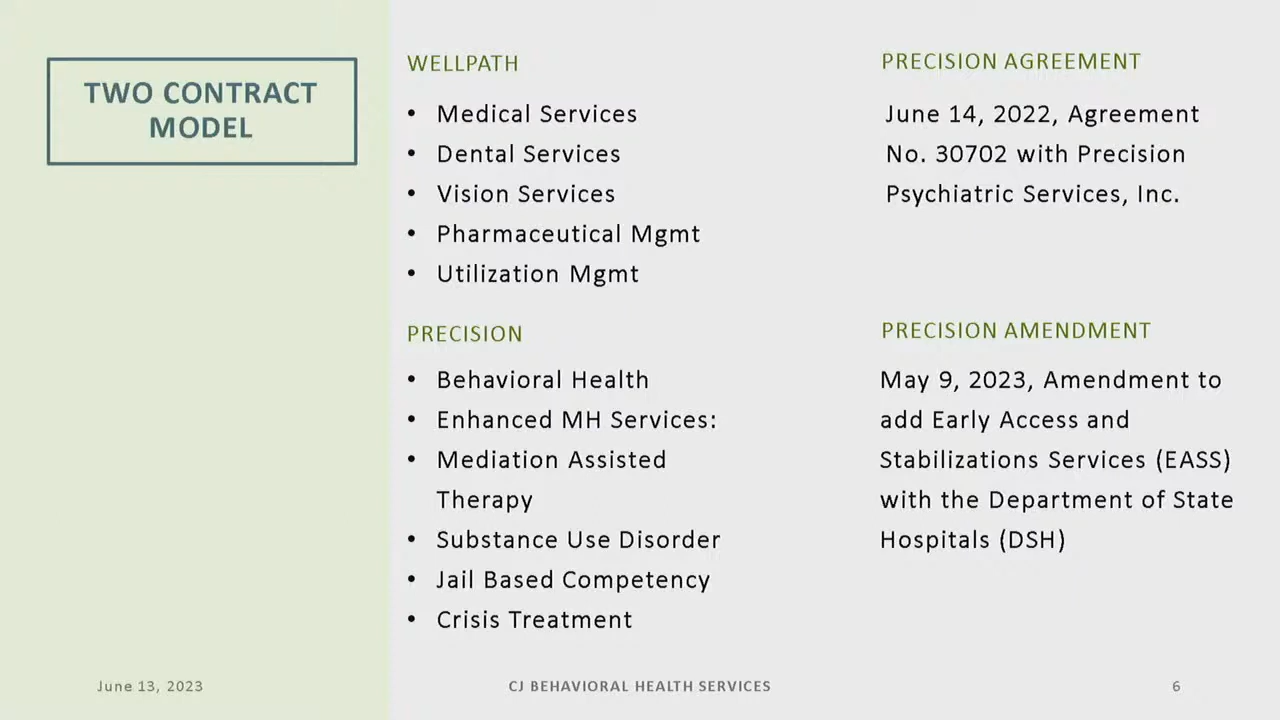 TWO CONTRACT
MODEL
WELLPATH
• Medical Services
• Dental Services
• Vision Services
• Pharmaceutical Mgmt
• Utilization Mgmt
PRECISION
• Behavioral Health
• Enhanced MH Services:
• Mediation Assisted
Therapy
• Substance Use Disorder
• Jail Based Competency
• Crisis Treatment
PRECISION AGREEMENT
June 14, 2022, Agreement
No. 30702 with Precision
Psychiatric Services, Inc.
PRECISION AMENDMENT
May 9, 2023, Amendment to
add Early Access and
Stabilizations Services (EASS)
with the Department of State
Hospitals (DSH)
June 13, 2023
CJ BEHAVIORAL HEALTH SERVICES
6